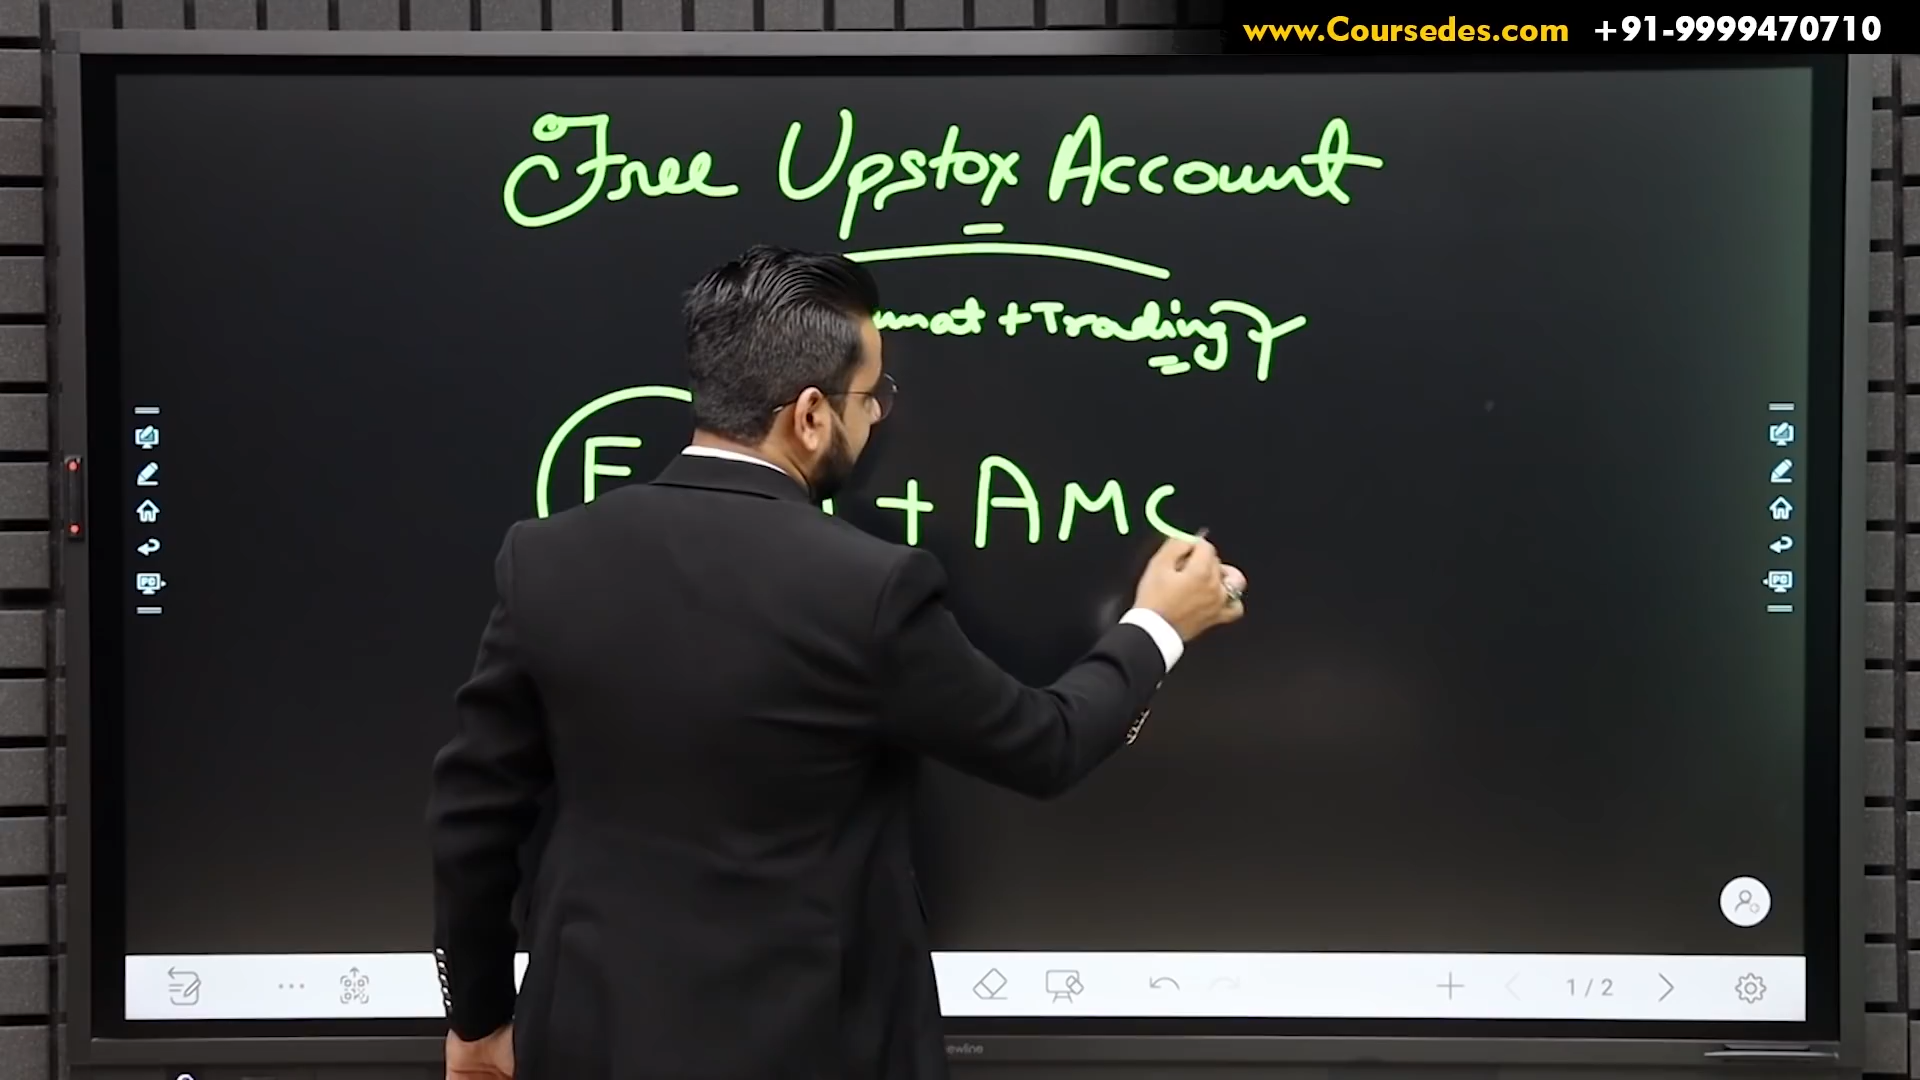 www.Coursedes.com +91-9999470710
Free Upstox Account
+Trading
+ AMC
1/2